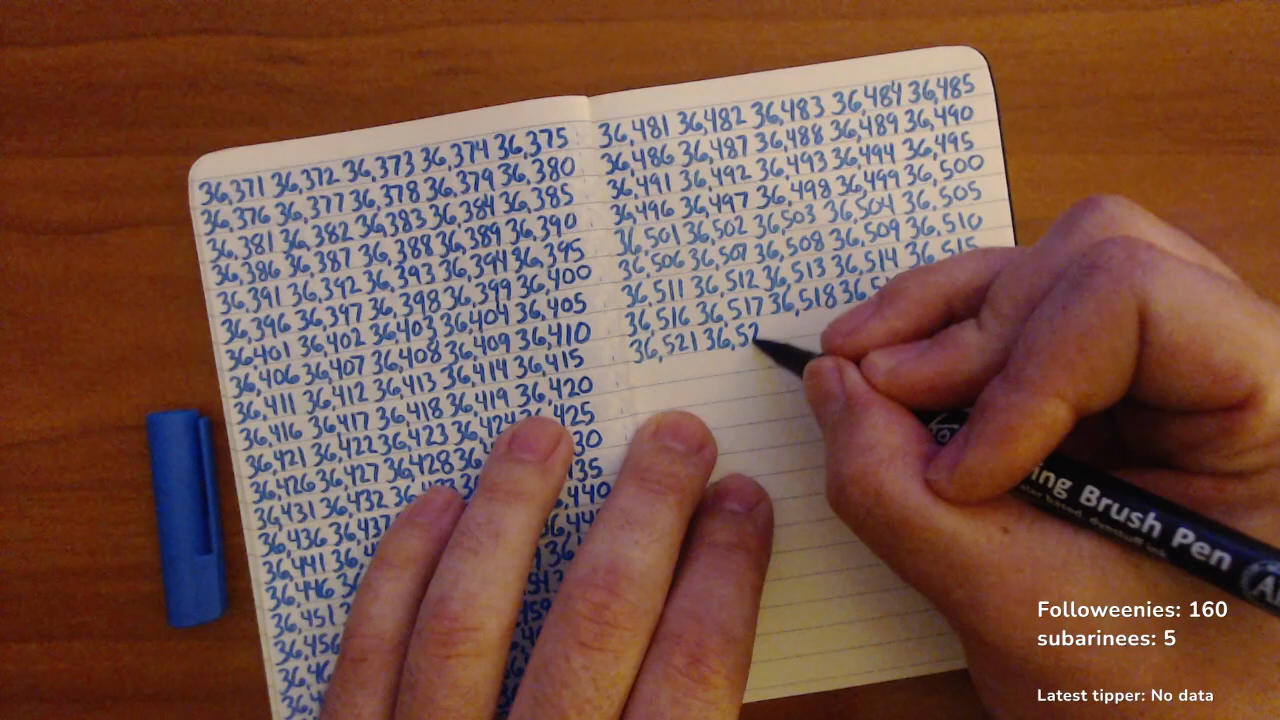 36,371 36,372 36,373 36,374 36,375
36,376 36,377 36,378 36,379 36,380
36,381 36,382 36,383 36,384 36,385
36,386 36,387 36,388 36,389 36,390
36,391 36,392 36,393 36,394 36,395
36,396 36,397 36,398 36,399 36,400
36,401 36,402 36,403 36,404 36,405
36,406 36,407 36,408 36,409 36,410
36,411 36,412 36,413 36,414 36,415
36,416 36,417 36,418 36,419 36,420
36,421 36,422 36,423 36,424
36,426 36,427 36,428
36,431 36,432
36,436 36,437
36,441
36,446
36,451
36,456
36,481 36,482 36,483 36,484 36,485
36,486 36,487 36,488 36,489 36,490
36,491 36,492 36,493 36,494 36,495
36,496 36,497 36,498 36,499 36,500
36,501 36,502 36,503 36,504 36,505
36,506 36,507 36,508 36,509 36,510
36,511 36,512 36,513 36,514 36,515
36,516 36,517 36,518
36,521 36,52
ing Brush Pen
Followeenies: 160
subarinees: 5
Latest tipper: No data